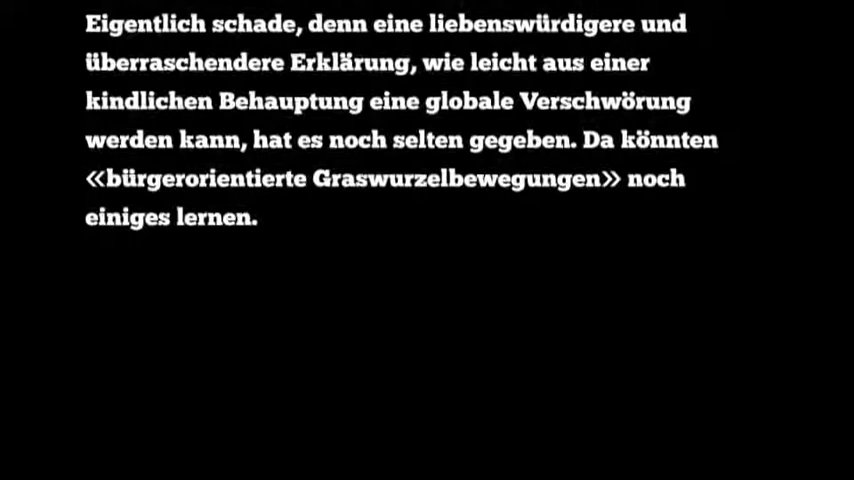 Eigentlich schade, denn eine liebenswürdigere und
überraschendere Erklärung, wie leicht aus einer
kindlichen Behauptung eine globale Verschwörung
werden kann, hat es noch selten gegeben. Da könnten
«bürgerorientierte Graswurzelbewegungen» noch
einiges lernen.